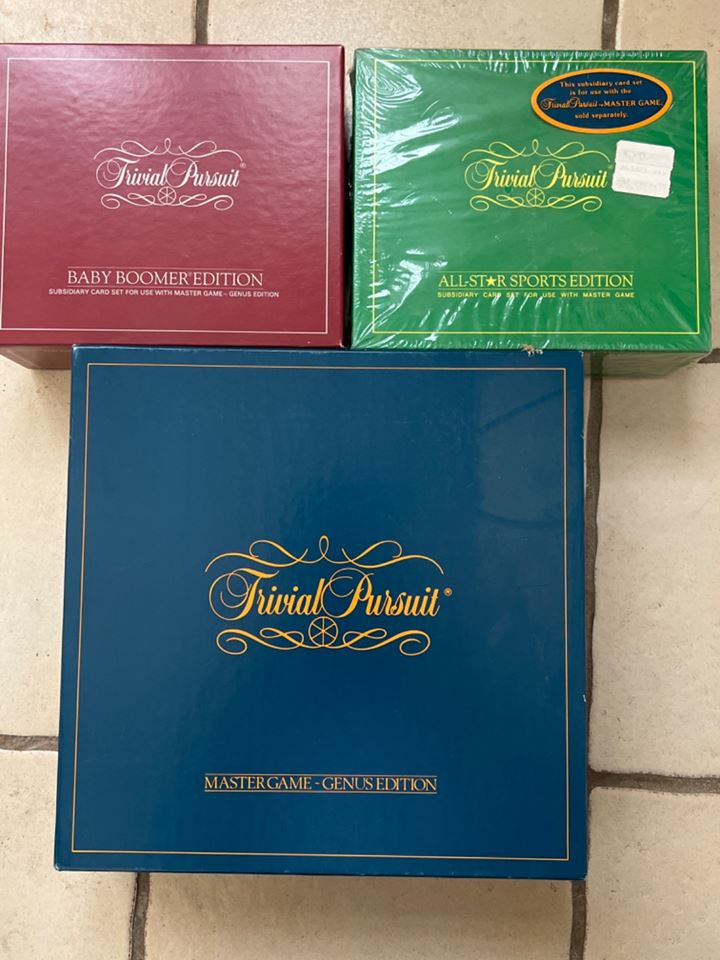 Trivial Pursuit®
BABY BOOMER® EDITION
SUBSIDIARY CARD SET FOR USE WITH MASTER GAME — GENUS EDITION
This subsidiary card set
is for use with the
Trivial Pursuit™ MASTER GAME,
sold separately.
Trivial Pursuit®
ALL-ST★R SPORTS EDITION
SUBSIDIARY CARD SET FOR USE WITH MASTER GAME
Trivial Pursuit®
MASTER GAME - GENUS EDITION